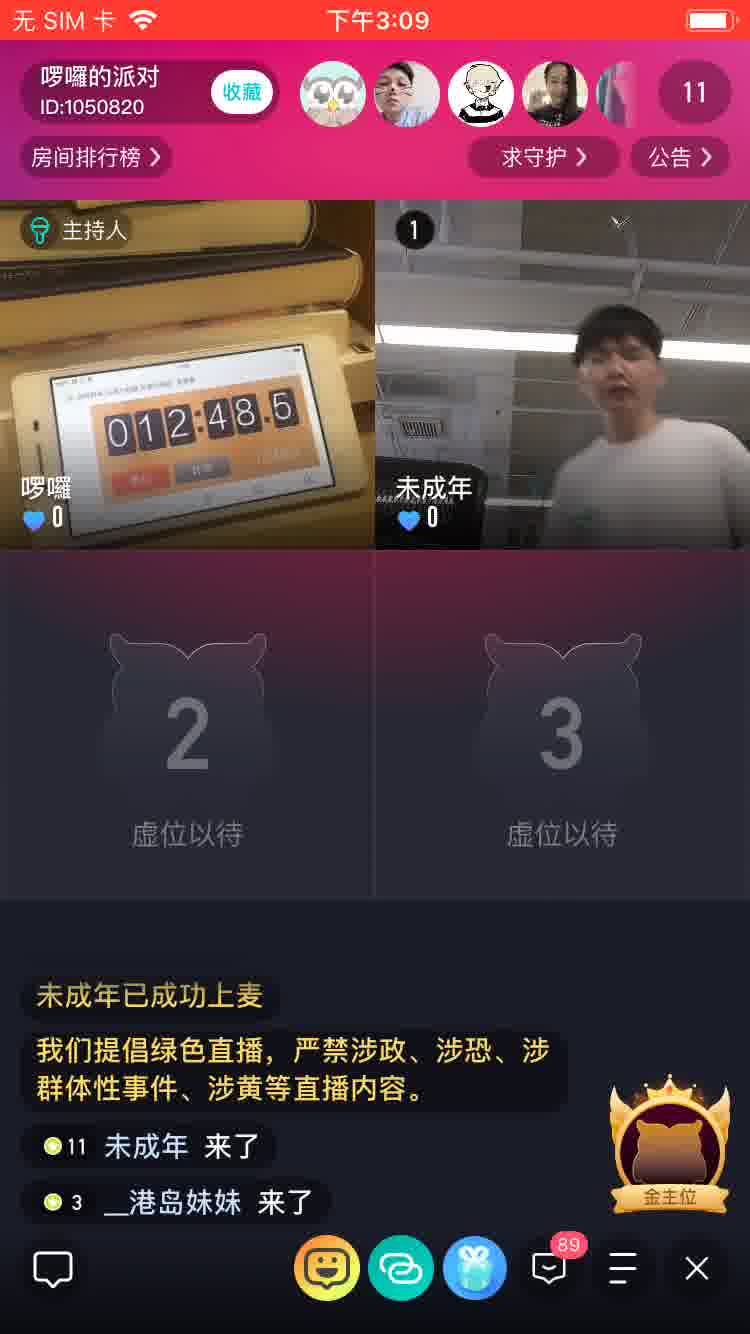 无 SIM 卡
下午3:09
啰囉的派对
ID:1050820
收藏
11
房间排行榜
求守护
公告
主持人
1
012:48.5
啰囉
0
未成年
0
2
3
虚位以待
虚位以待
未成年已成功上麦
我们提倡绿色直播，严禁涉政、涉恐、涉
群体性事件、涉黄等直播内容。
11 未成年 来了
3 __港岛妹妹 来了
金主位
89